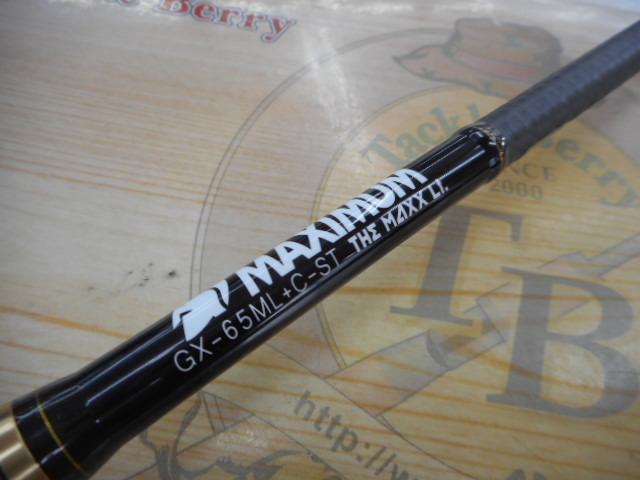 Berry
MAXIMUM
THE MAXX LT.
GX-65ML+C-ST
Tackle Berry
SINCE
2000
TB
http://w